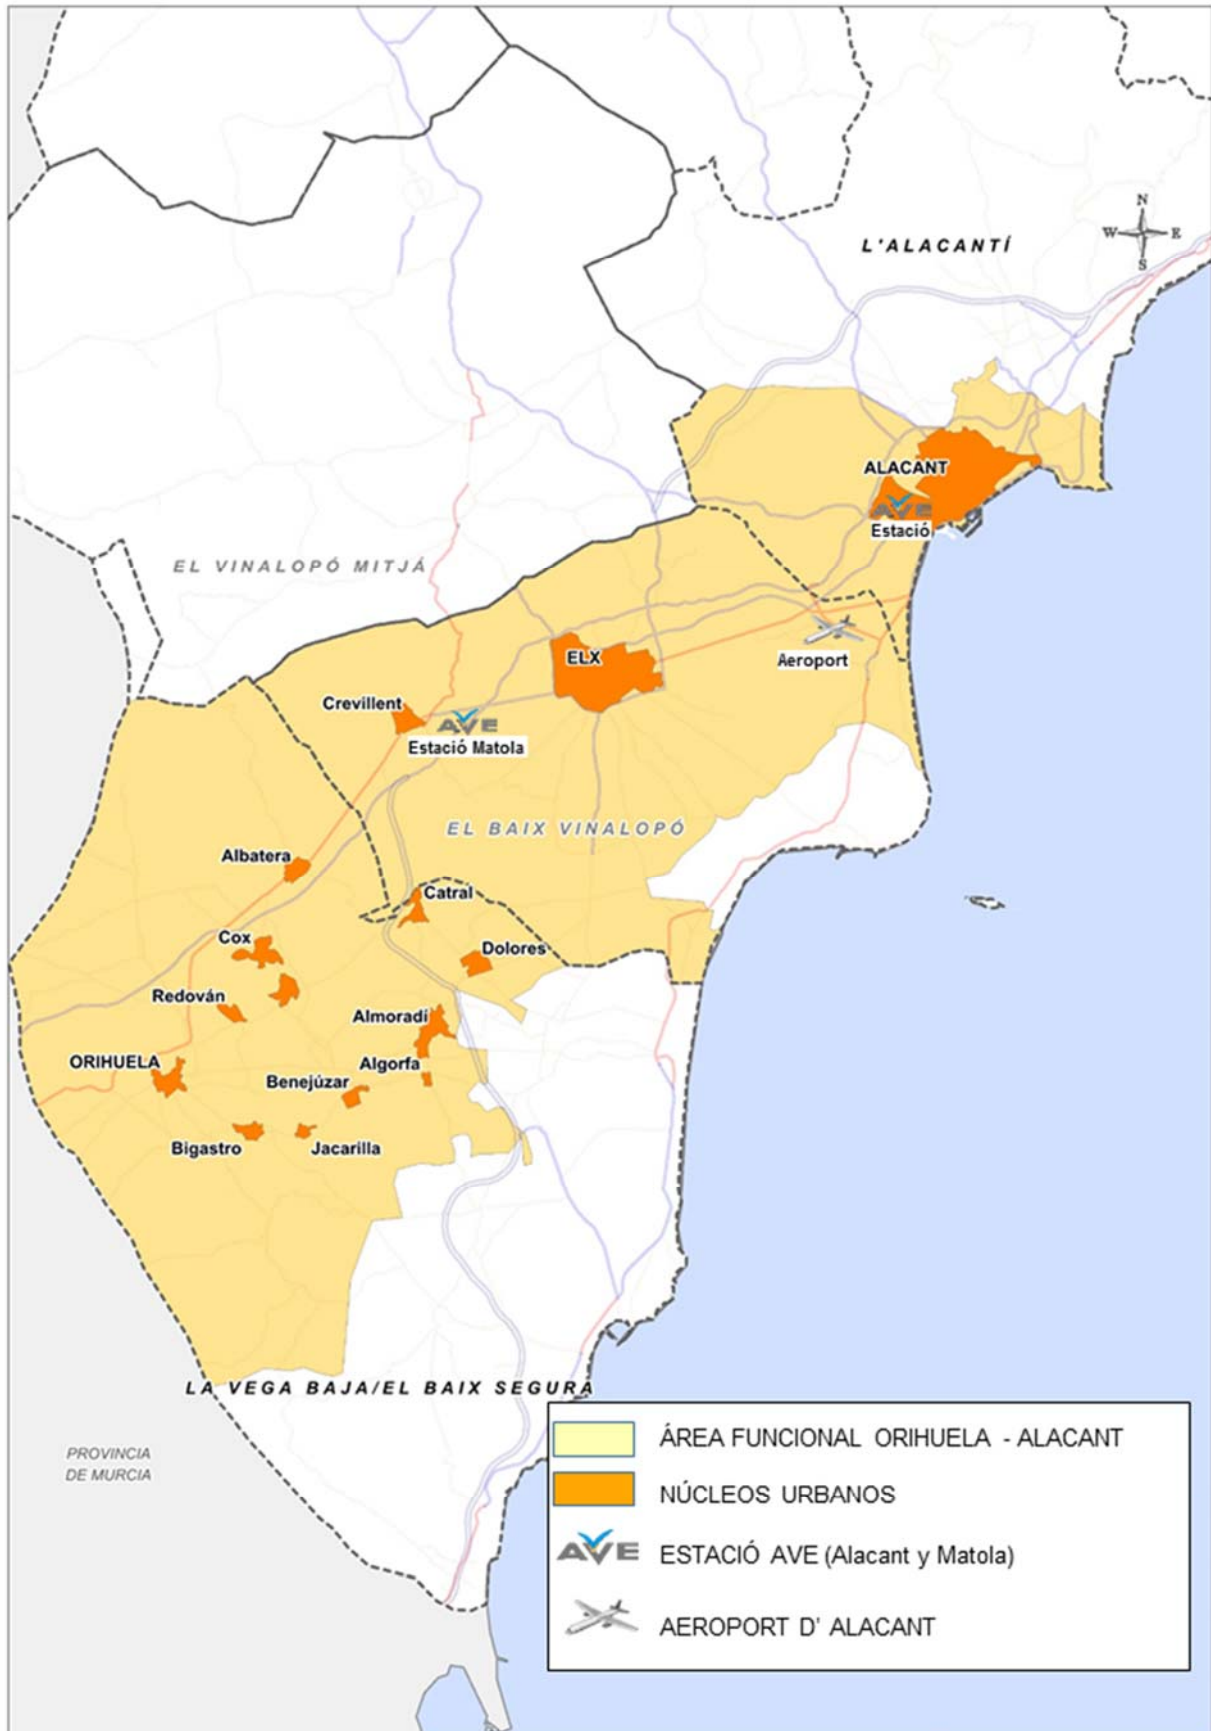 N
W E
S
L'ALACANTÍ
ALACANT
AVE
Estació
EL VINALOPÓ MITJÁ
ELX
Aeroport
Crevillent
AVE
Estació Matola
EL BAIX VINALOPÓ
Albatera
Catral
Cox
Dolores
Redován
Almoradí
ORIHUELA
Algorfa
Benejúzar
Bigastro
Jacarilla
LA VEGA BAJA/EL BAIX SEGURA
PROVINCIA
DE MURCIA
ÁREA FUNCIONAL ORIHUELA - ALACANT
NÚCLEOS URBANOS
AVE ESTACIÓ AVE (Alacant y Matola)
AEROPORT D' ALACANT